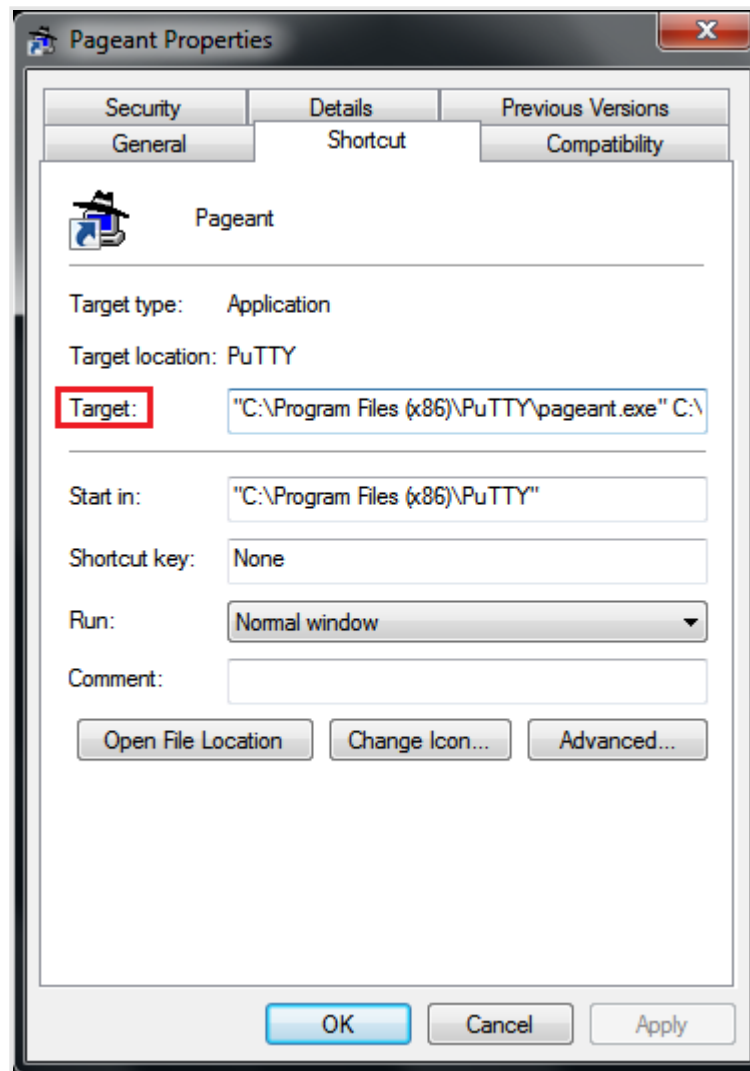 Pageant Properties
Security Details Previous Versions
General Shortcut Compatibility
Pageant
Target type: Application
Target location: PuTTY
Target: "C:\Program Files (x86)\PuTTY\pageant.exe" C:\
Start in: "C:\Program Files (x86)\PuTTY"
Shortcut key: None
Run: Normal window
Comment:
Open File Location Change Icon... Advanced...
OK Cancel Apply